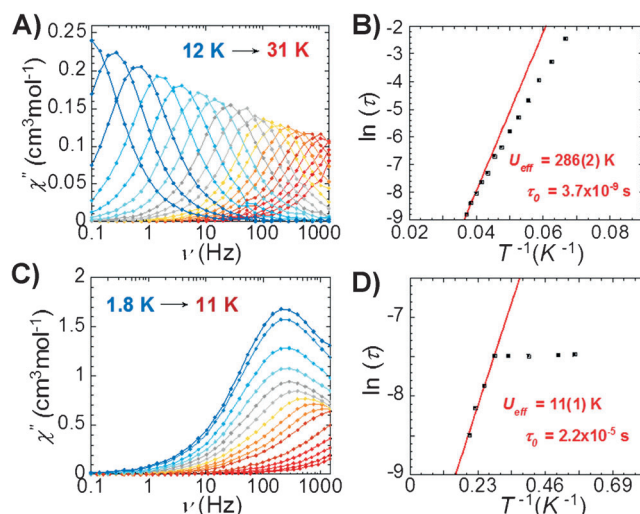 A)
0.25
0.2
0.15
0.1
0.05
0
χ" (cm³mol⁻¹)
12 K → 31 K
0.1 1 10 100 1000
ν (Hz)
B)
-2
-3
-4
-5
-6
-7
-8
-9
ln (τ)
U_eff = 286(2) K
τ₀ = 3.7x10⁻⁹ s
0.02 0.04 0.06 0.08
T⁻¹(K⁻¹)
C)
2
1.5
1
0.5
0
χ" (cm³mol⁻¹)
1.8 K → 11 K
0.1 1 10 100 1000
ν (Hz)
D)
-7
-8
-9
ln (τ)
U_eff = 11(1) K
τ₀ = 2.2x10⁻⁵ s
0 0.23 0.46 0.69
T⁻¹(K⁻¹)